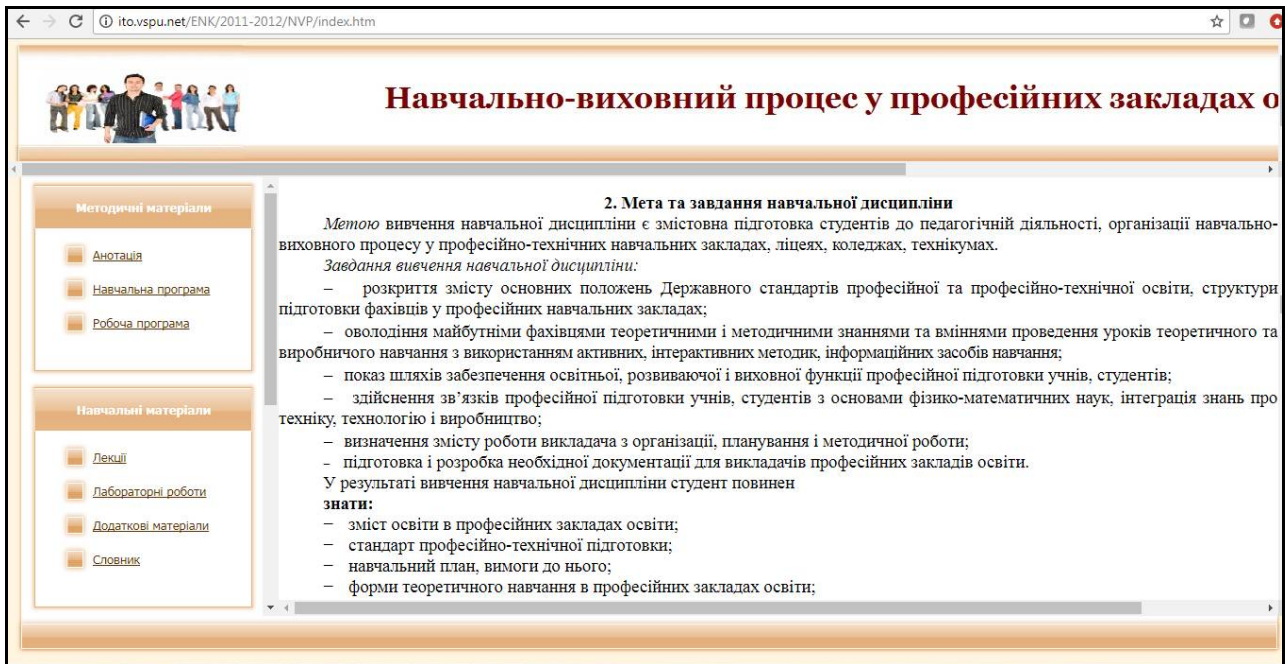 ito.vspu.net/ENK/2011-2012/NVP/index.htm
Навчально-виховний процес у професійних закладах о
Методичні матеріали
Анотація
Навчальна програма
Робоча програма
Навчальні матеріали
Лекції
Лабораторні роботи
Додаткові матеріали
Словник
2. Мета та завдання навчальної дисципліни
Метою вивчення навчальної дисципліни є змістовна підготовка студентів до педагогічній діяльності, організації навчально-
виховного процесу у професійно-технічних навчальних закладах, ліцеях, коледжах, технікумах.
Завдання вивчення навчальної дисципліни:
– розкриття змісту основних положень Державного стандартів професійної та професійно-технічної освіти, структури
підготовки фахівців у професійних навчальних закладах;
– оволодіння майбутніми фахівцями теоретичними і методичними знаннями та вміннями проведення уроків теоретичного та
виробничого навчання з використанням активних, інтерактивних методик, інформаційних засобів навчання;
– показ шляхів забезпечення освітньої, розвиваючої і виховної функції професійної підготовки учнів, студентів;
– здійснення зв’язків професійної підготовки учнів, студентів з основами фізико-математичних наук, інтеграція знань про
техніку, технологію і виробництво;
– визначення змісту роботи викладача з організації, планування і методичної роботи;
- підготовка і розробка необхідної документації для викладачів професійних закладів освіти.
У результаті вивчення навчальної дисципліни студент повинен
знати:
– зміст освіти в професійних закладах освіти;
– стандарт професійно-технічної підготовки;
– навчальний план, вимоги до нього;
– форми теоретичного навчання в професійних закладах освіти;